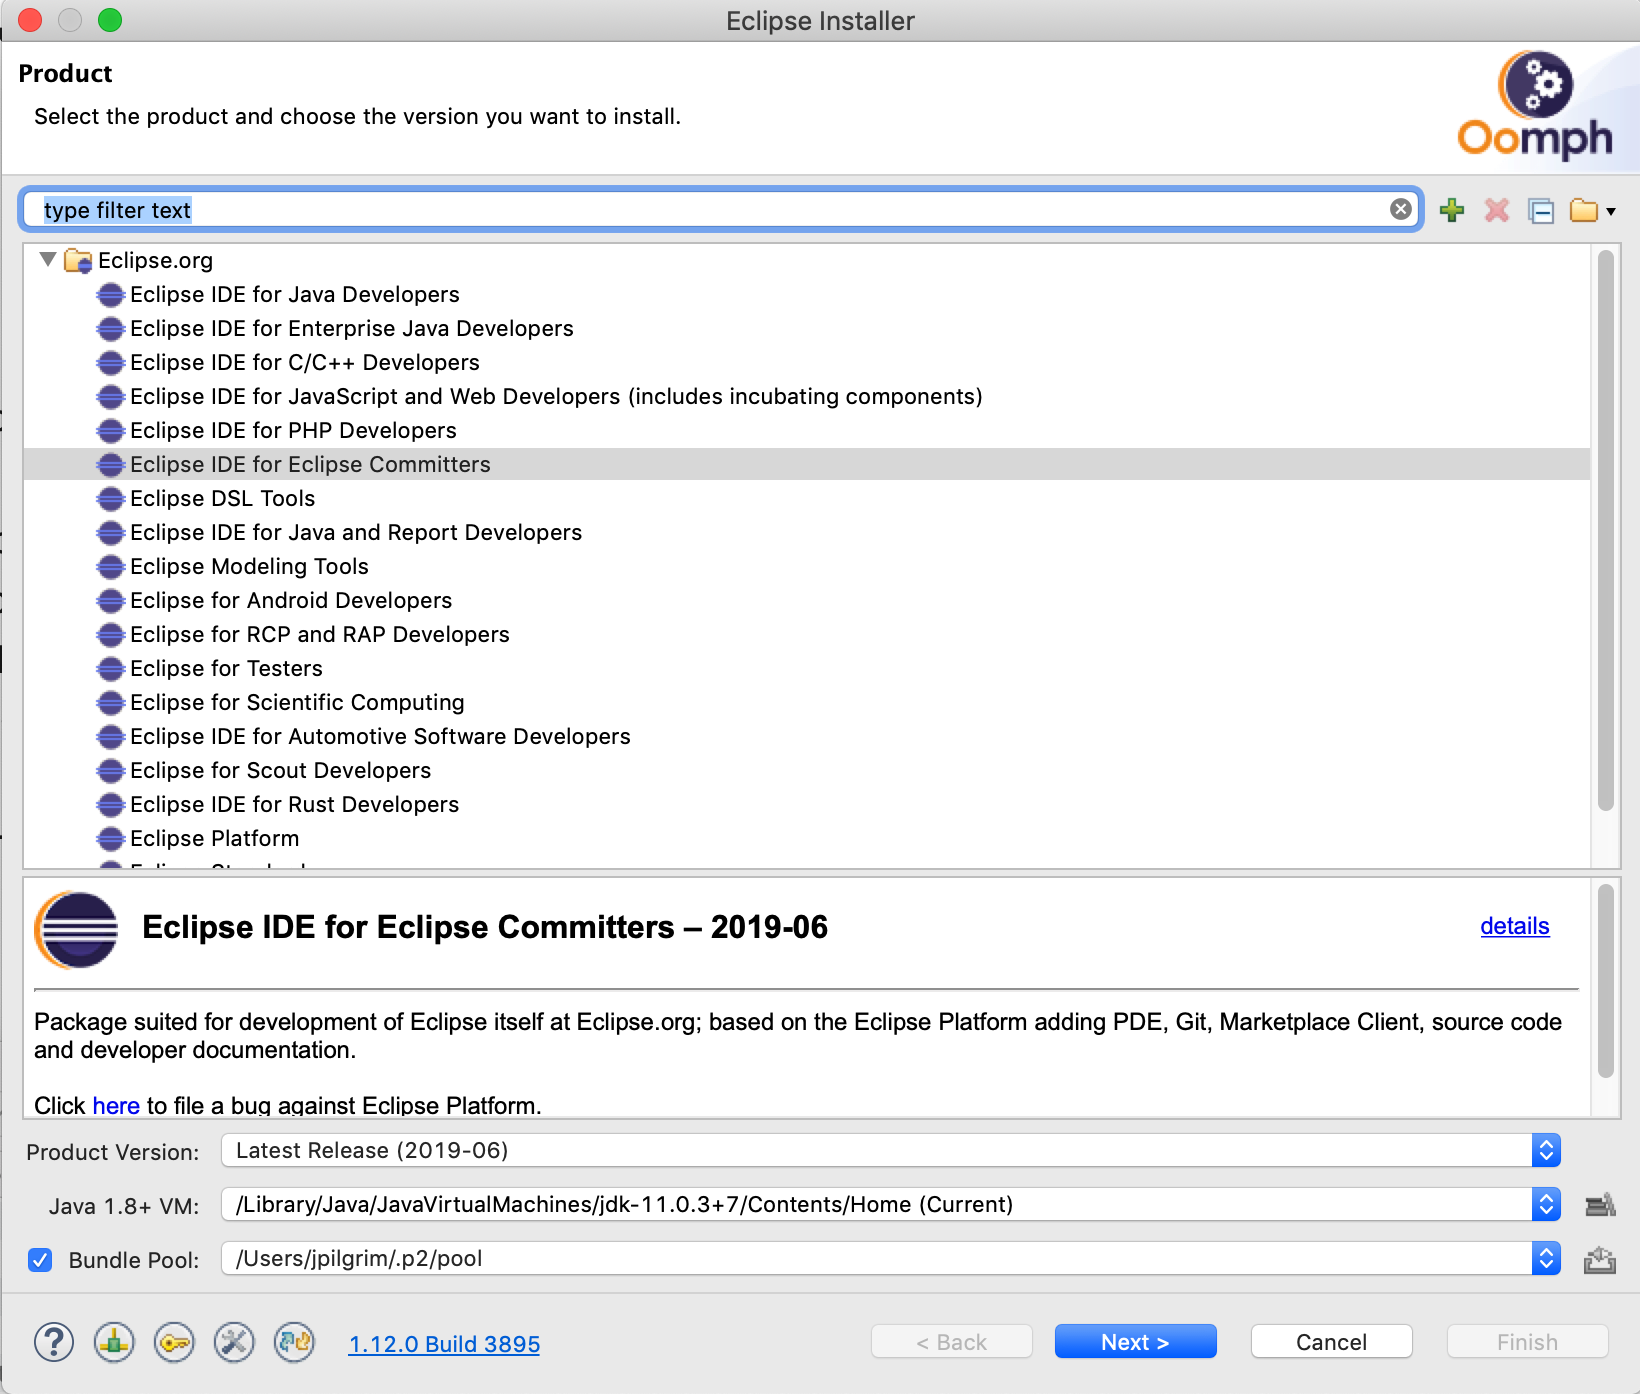 Eclipse Installer
Product
Select the product and choose the version you want to install.
Oomph
type filter text
Eclipse.org
Eclipse IDE for Java Developers
Eclipse IDE for Enterprise Java Developers
Eclipse IDE for C/C++ Developers
Eclipse IDE for JavaScript and Web Developers (includes incubating components)
Eclipse IDE for PHP Developers
Eclipse IDE for Eclipse Committers
Eclipse DSL Tools
Eclipse IDE for Java and Report Developers
Eclipse Modeling Tools
Eclipse for Android Developers
Eclipse for RCP and RAP Developers
Eclipse for Testers
Eclipse for Scientific Computing
Eclipse IDE for Automotive Software Developers
Eclipse for Scout Developers
Eclipse IDE for Rust Developers
Eclipse Platform
Eclipse IDE for Eclipse Committers – 2019-06
details
Package suited for development of Eclipse itself at Eclipse.org; based on the Eclipse Platform adding PDE, Git, Marketplace Client, source code
and developer documentation.
Click here to file a bug against Eclipse Platform.
Product Version: Latest Release (2019-06)
Java 1.8+ VM: /Library/Java/JavaVirtualMachines/jdk-11.0.3+7/Contents/Home (Current)
Bundle Pool: /Users/jpilgrim/.p2/pool
1.12.0 Build 3895
< Back
Next >
Cancel
Finish